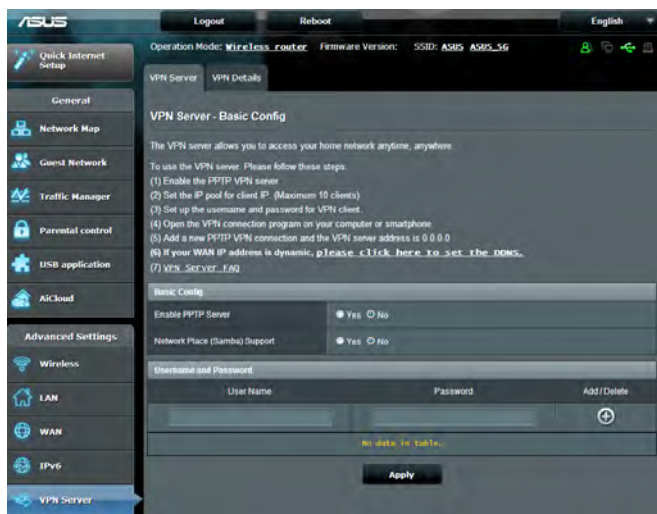 ASUS
Logout
Reboot
English
Quick Internet Setup
Operation Mode: Wireless router Firmware Version: SSID: ASUS ASUS_5G
VPN Server
VPN Details
General
Network Map
Guest Network
Traffic Manager
Parental control
USB application
AiCloud
Advanced Settings
Wireless
LAN
WAN
IPv6
VPN Server
VPN Server - Basic Config
The VPN server allows you to access your home network anytime, anywhere
To use the VPN server. Please follow these steps.
(1) Enable the PPTP VPN server
(2) Set the IP pool for client IP. (Maximum 10 clients)
(3) Set up the username and password for VPN client.
(4) Open the VPN connection program on your computer or smartphone
(5) Add a new PPTP VPN connection and the VPN server address is 0.0.0.0
(6) If your WAN IP address is dynamic, please click here to set the DDNS.
(7) VPN Server FAQ
Basic Config
Enable PPTP Server Yes No
Network Place (Samba) Support Yes No
Username and Password
User Name Password Add / Delete
No data in table.
Apply